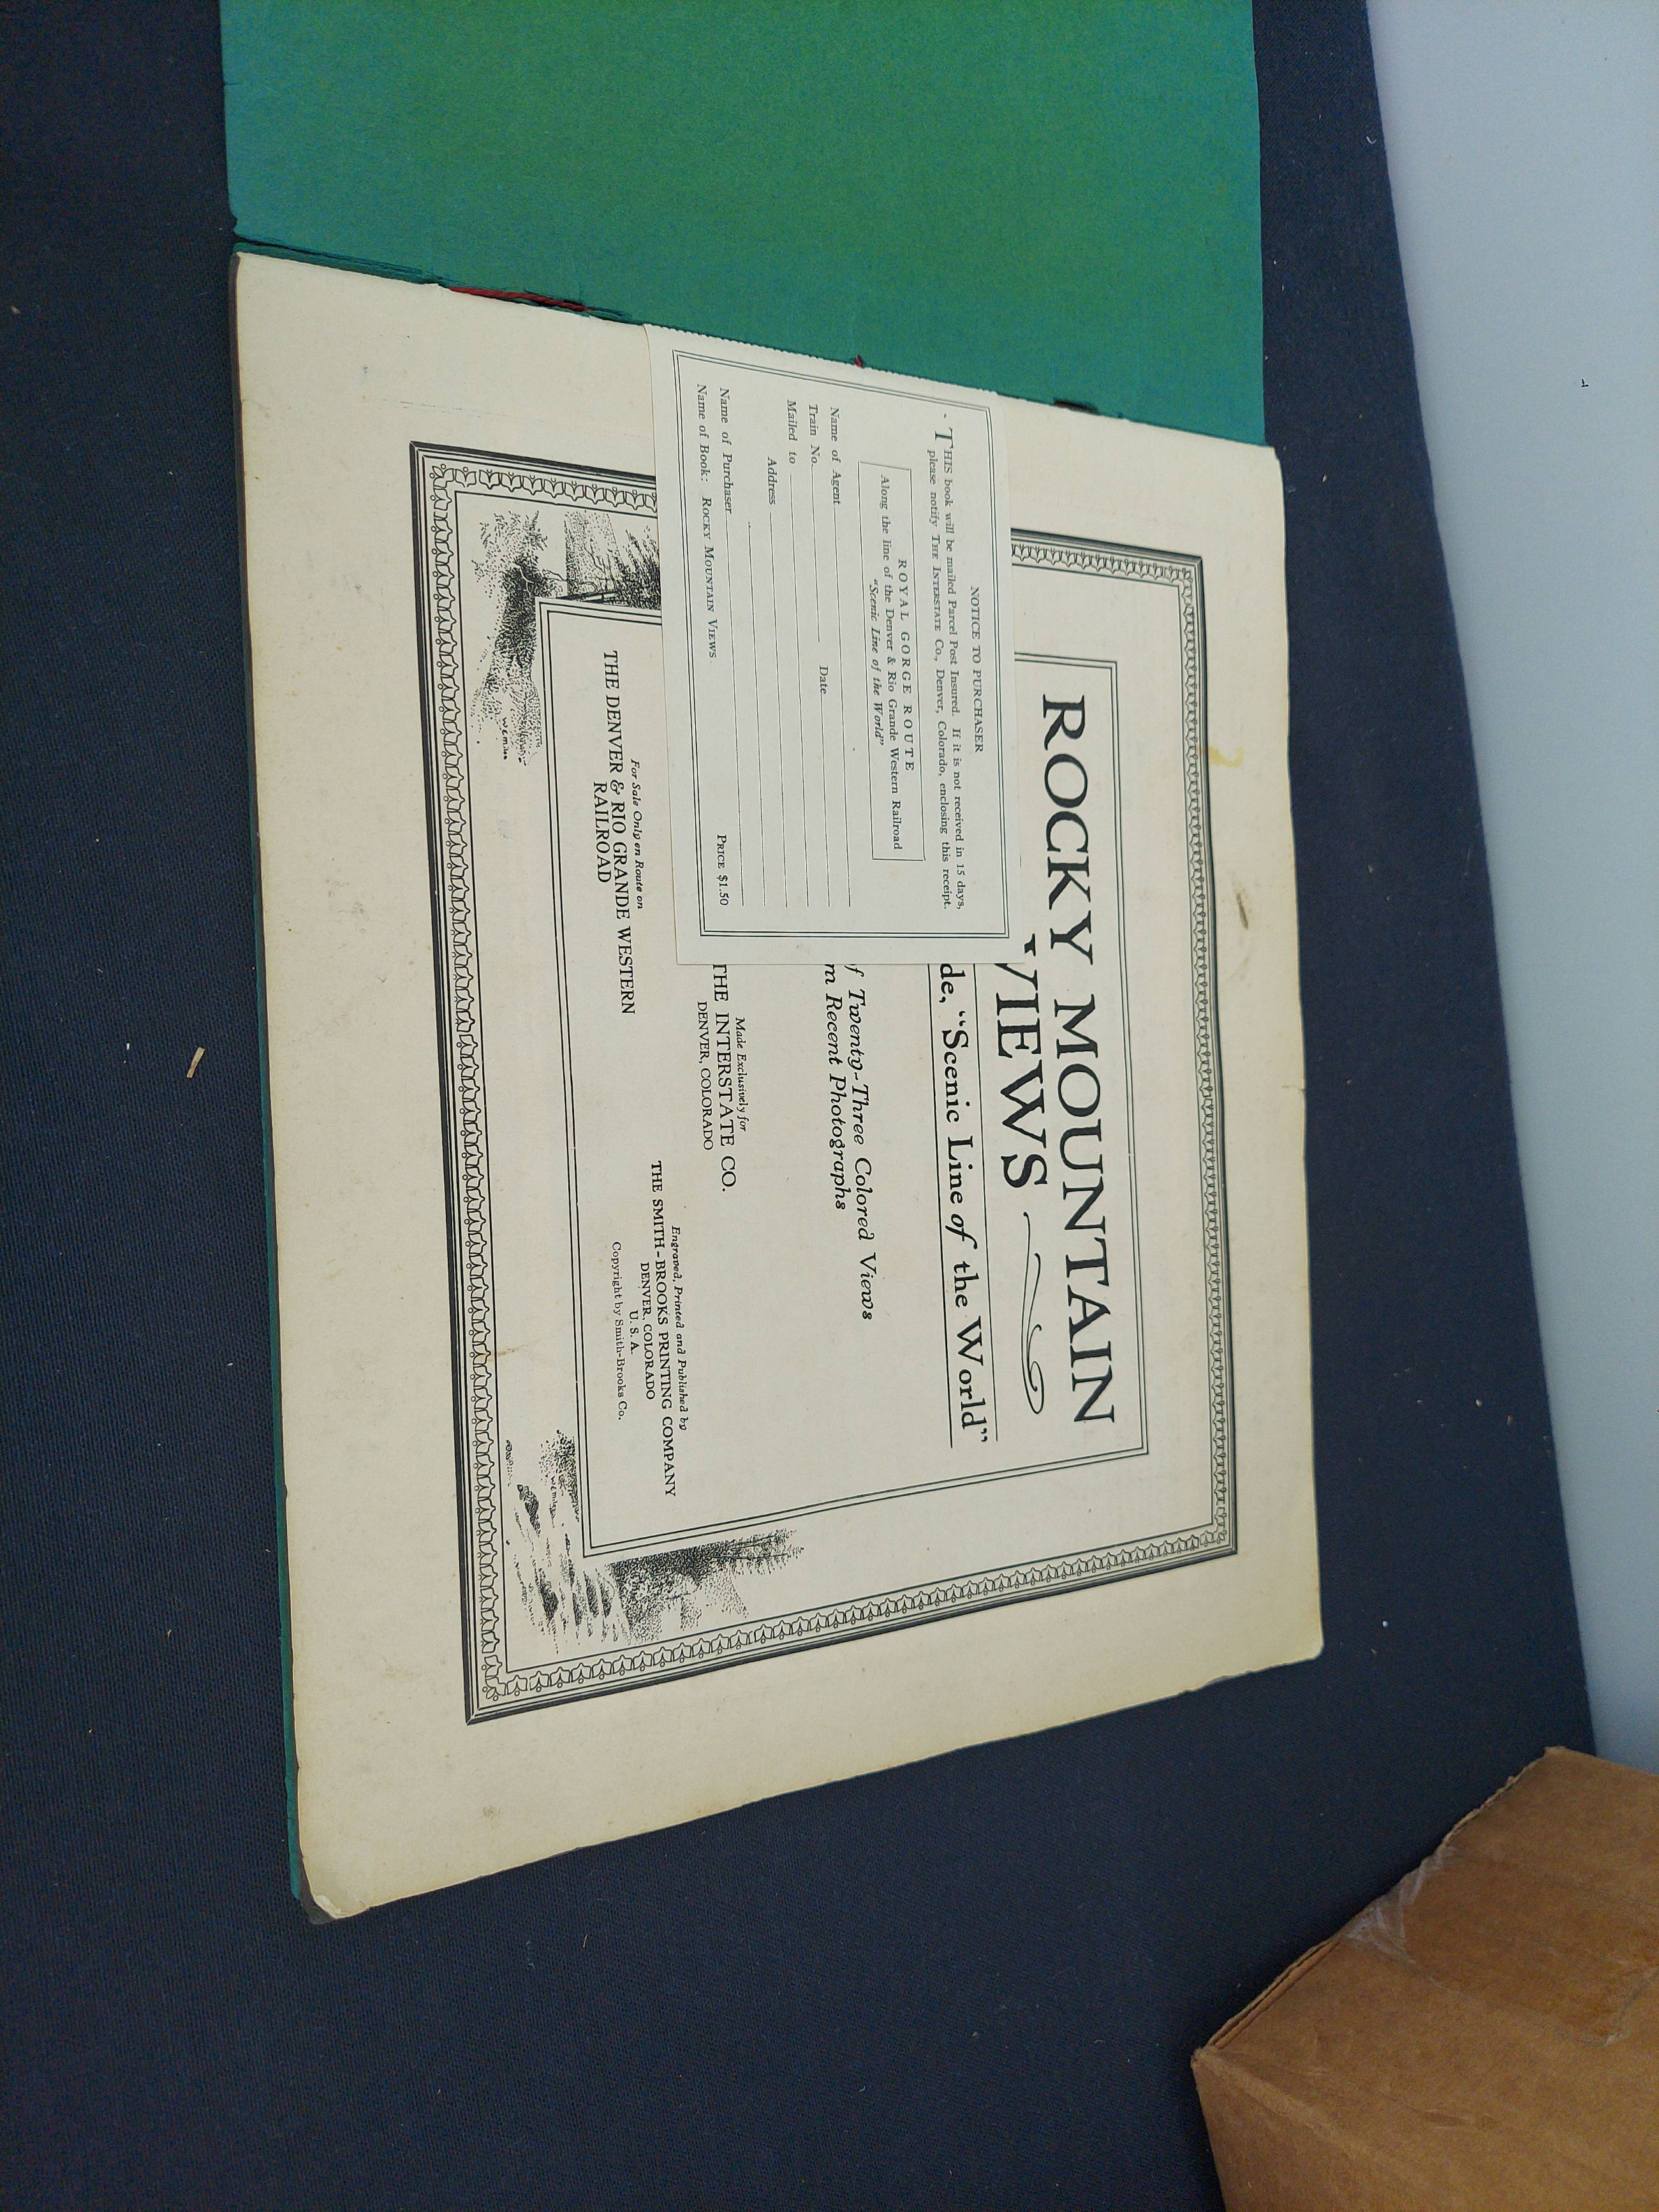 ROCKY MOUNTAIN
VIEWS
de, “Scenic Line of the World”
of Twenty-Three Colored Views
m Recent Photographs
Made Exclusively for
THE INTERSTATE CO.
DENVER, COLORADO
For Sale Only en Route on
THE DENVER & RIO GRANDE WESTERN
RAILROAD
Engraved, Printed and Published by
THE SMITH-BROOKS PRINTING COMPANY
DENVER, COLORADO
U. S. A.
Copyright by Smith-Brooks Co.
NOTICE TO PURCHASER
THIS book will be mailed Parcel Post Insured. If it is not received in 15 days,
please notify THE INTERSTATE Co., Denver, Colorado, enclosing this receipt.
ROYAL GORGE ROUTE
Along the line of the Denver & Rio Grande Western Railroad
“Scenic Line of the World”
Name of Agent
Train No. Date
Mailed to
Address
Name of Purchaser
Name of Book: ROCKY MOUNTAIN VIEWS PRICE $1.50